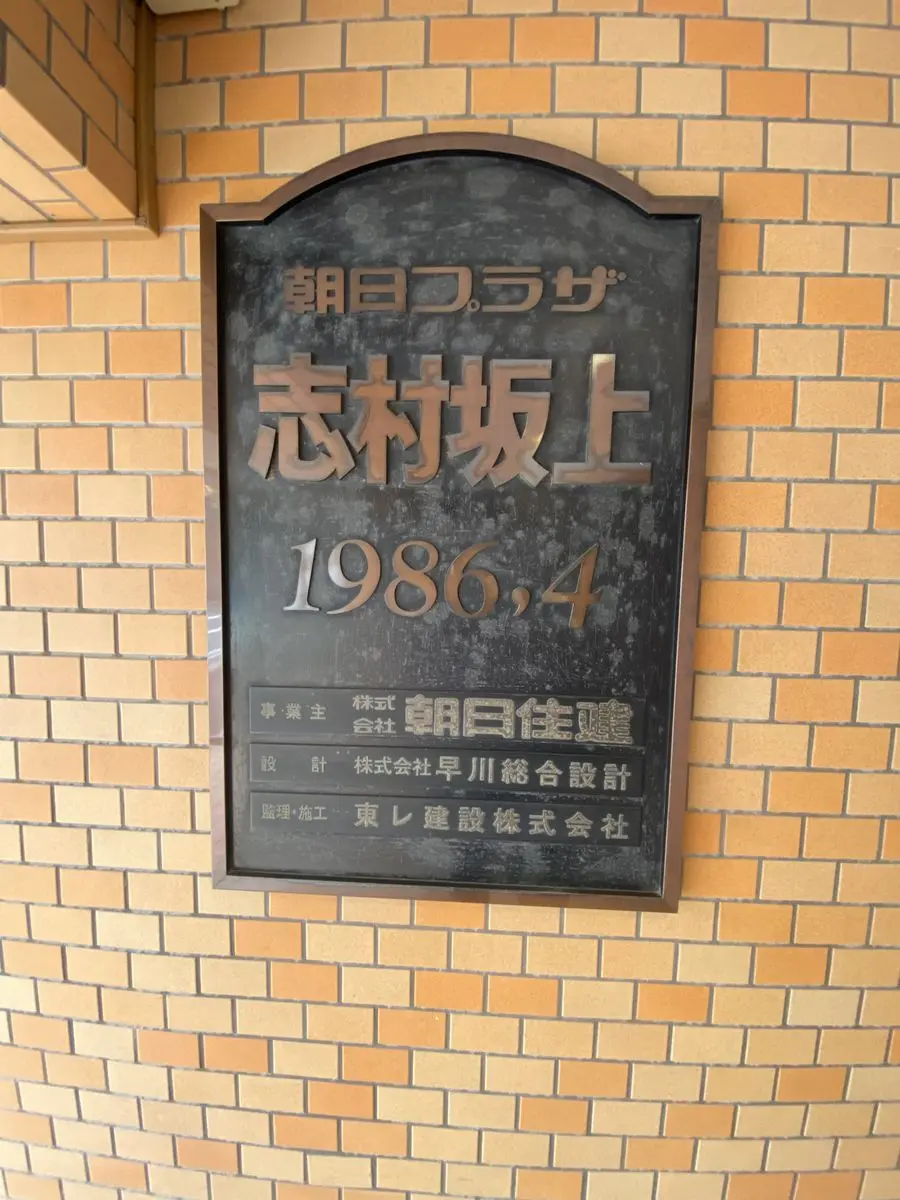 朝日プラザ
志村坂上
1986,4
事・業・主 株式会社 朝日住建
設計 株式会社 早川総合設計
監理・施工 東レ建設株式会社